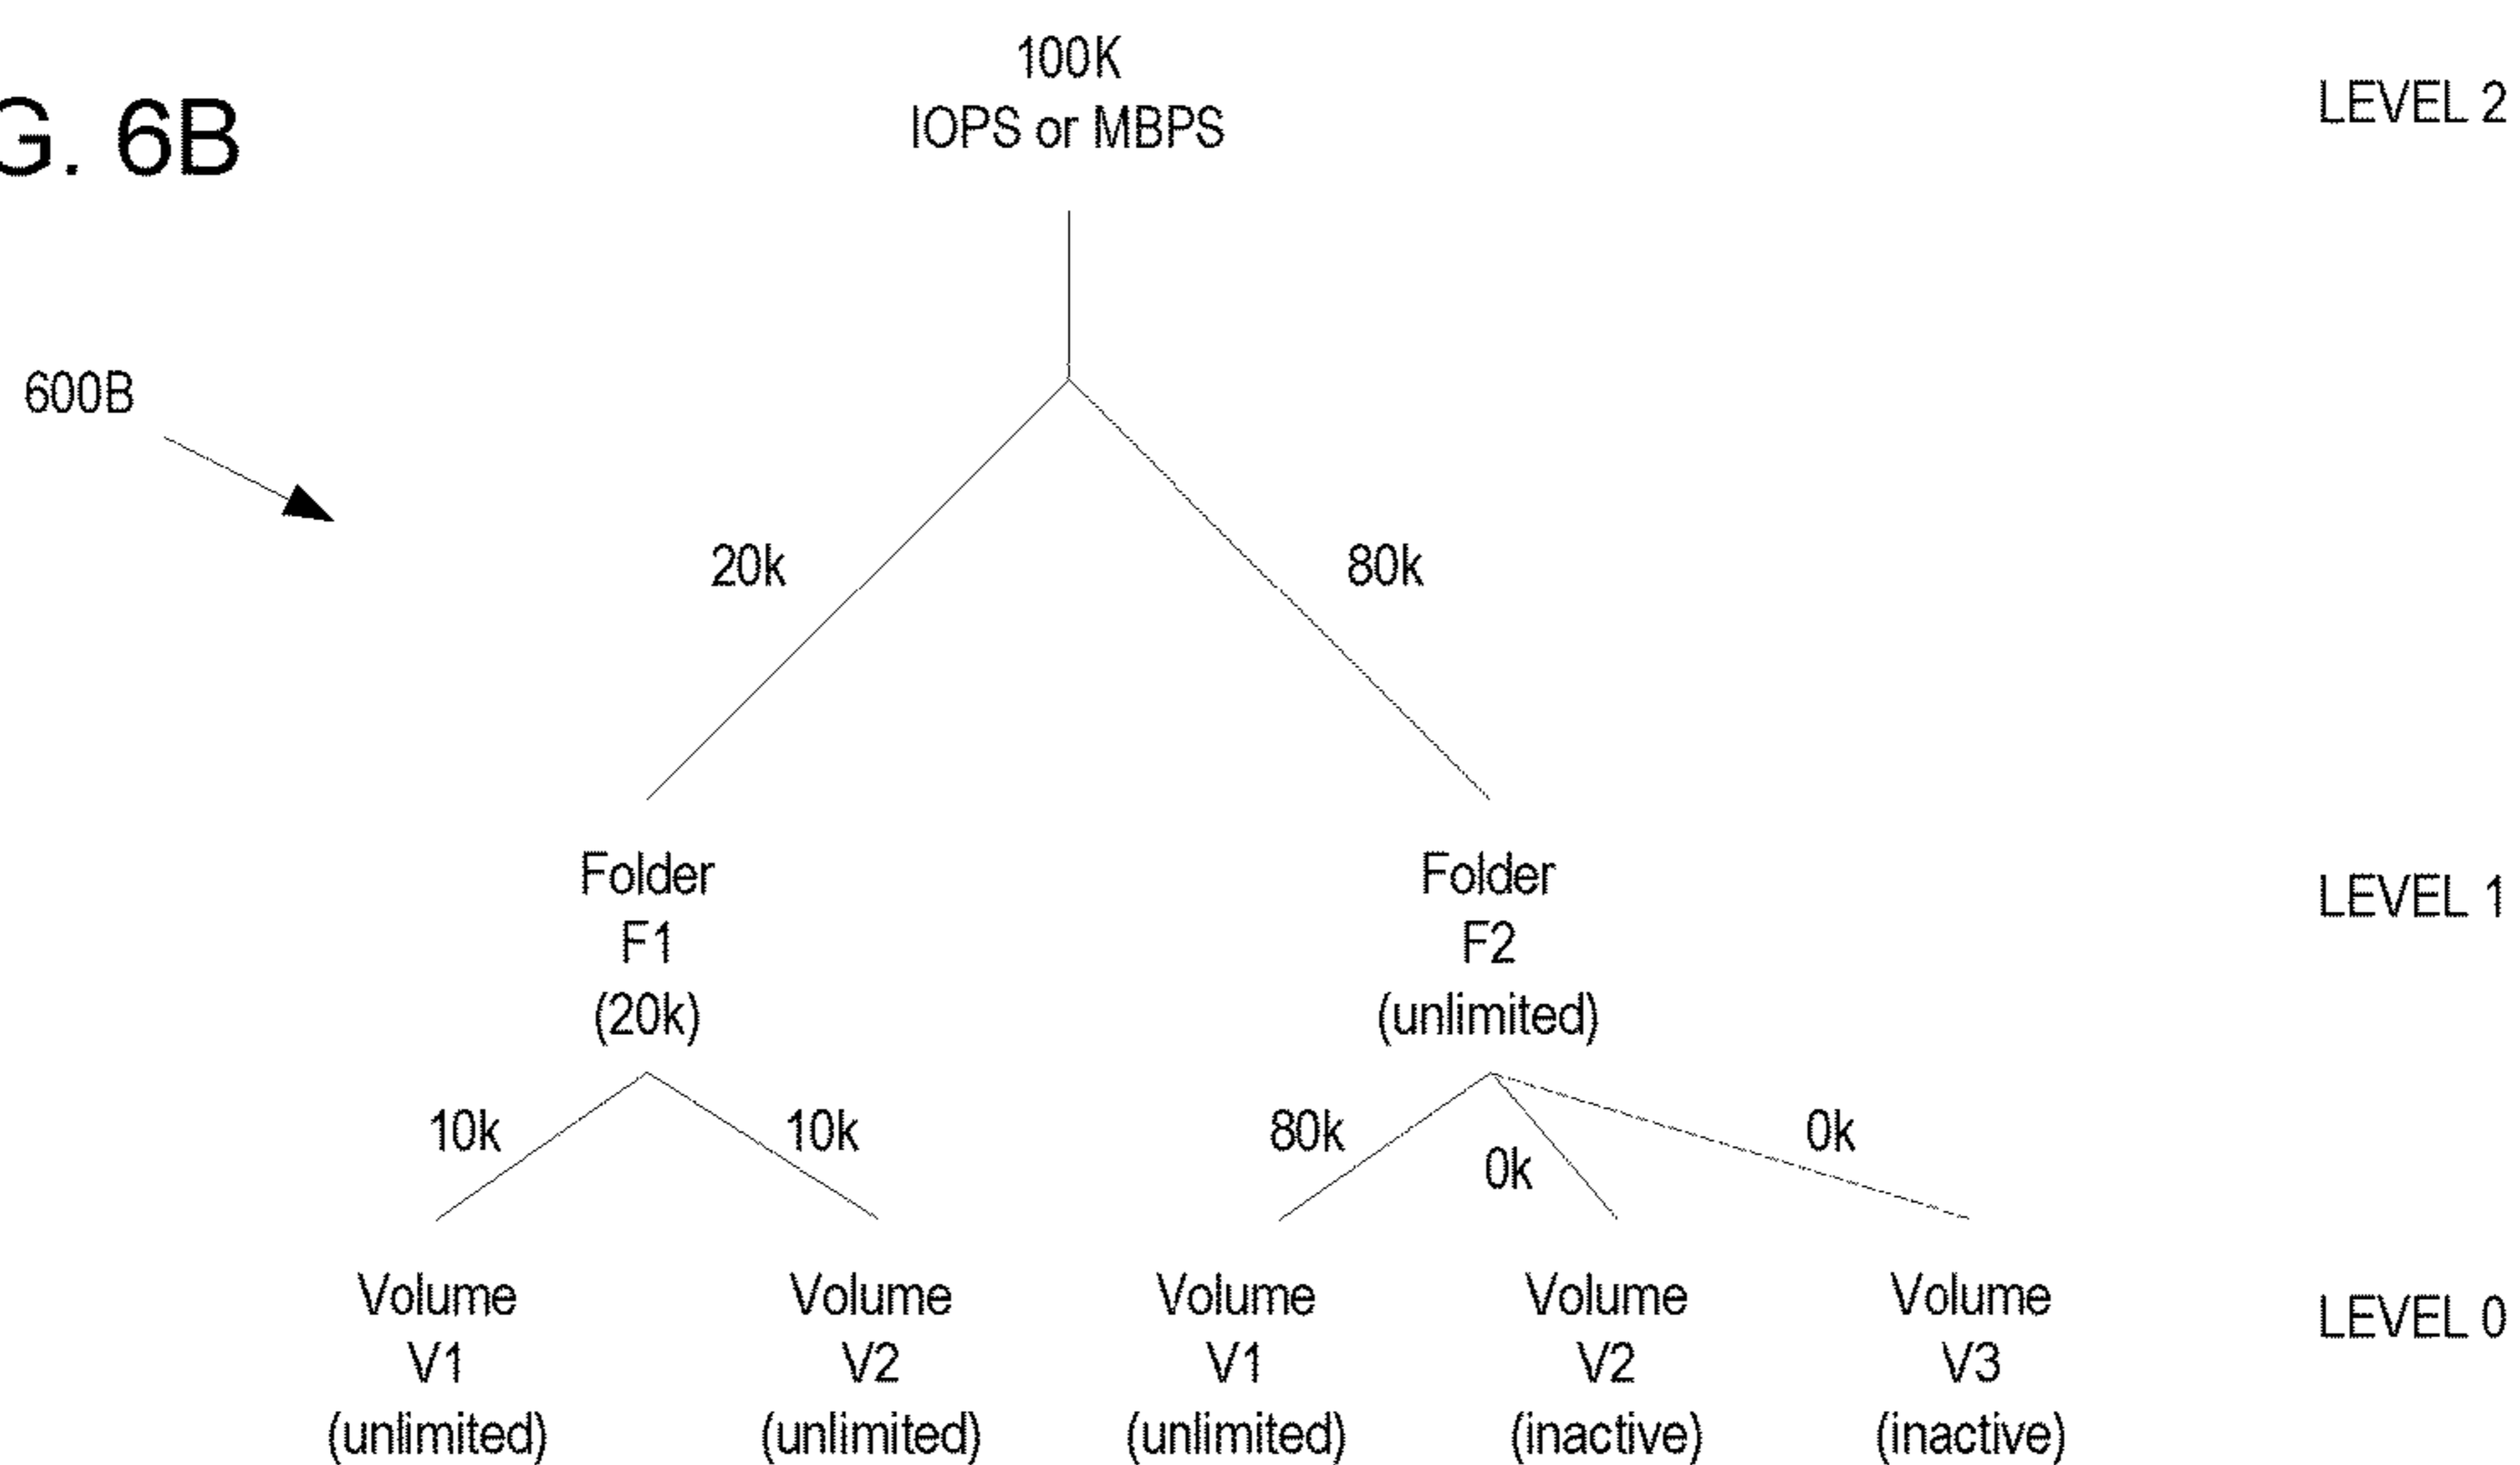 100K
IOPS or MBPS
LEVEL 2
G. 6B
600B
20k
80k
Folder
F1
(20k)
Folder
F2
(unlimited)
LEVEL 1
10k
10k
80k
0k
0k
Volume
V1
(unlimited)
Volume
V2
(unlimited)
Volume
V1
(unlimited)
Volume
V2
(inactive)
Volume
V3
(inactive)
LEVEL 0